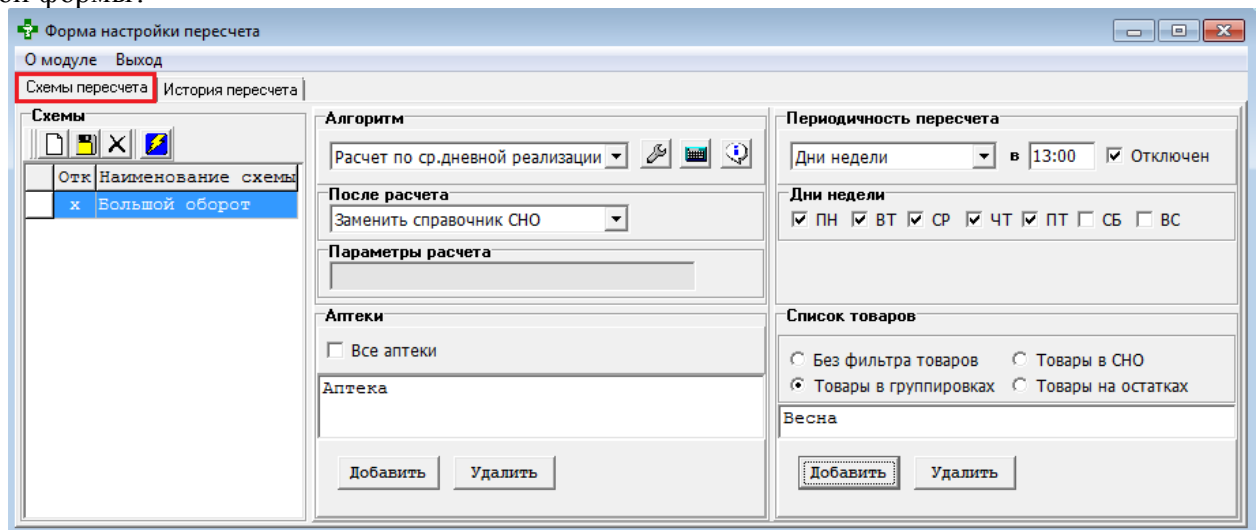 Форма настройки пересчета
О модуле Выход
Схемы пересчета История пересчета
Схемы
Отк Наименование схемы
x Большой оборот
Алгоритм
Расчет по ср.дневной реализации
После расчета
Заменить справочник СНО
Параметры расчета
Аптеки
Все аптеки
Аптека
Добавить Удалить
Периодичность пересчета
Дни недели в 13:00 Отключен
Дни недели
ПН ВТ СР ЧТ ПТ СБ ВС
Список товаров
Без фильтра товаров Товары в СНО
Товары в группировках Товары на остатках
Весна
Добавить Удалить